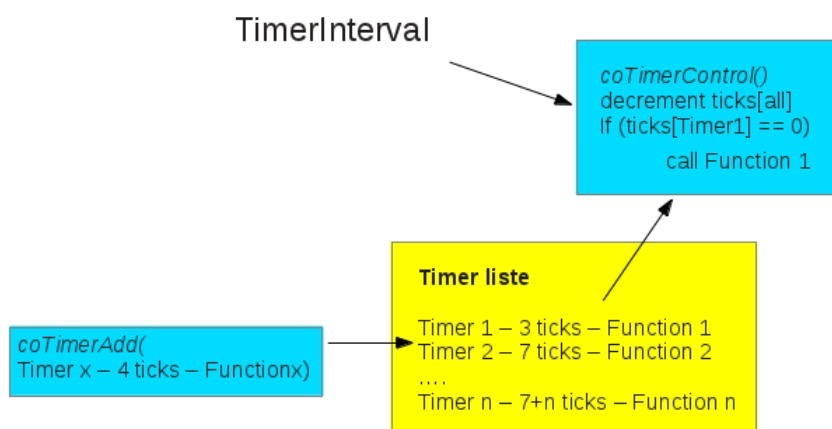 TimerInterval
coTimerControl()
decrement ticks[all]
If (ticks[Timer1] == 0)
call Function 1
Timer liste
Timer 1 – 3 ticks – Function 1
Timer 2 – 7 ticks – Function 2
....
Timer n – 7+n ticks – Function n
coTimerAdd(
Timer x – 4 ticks – Functionx)